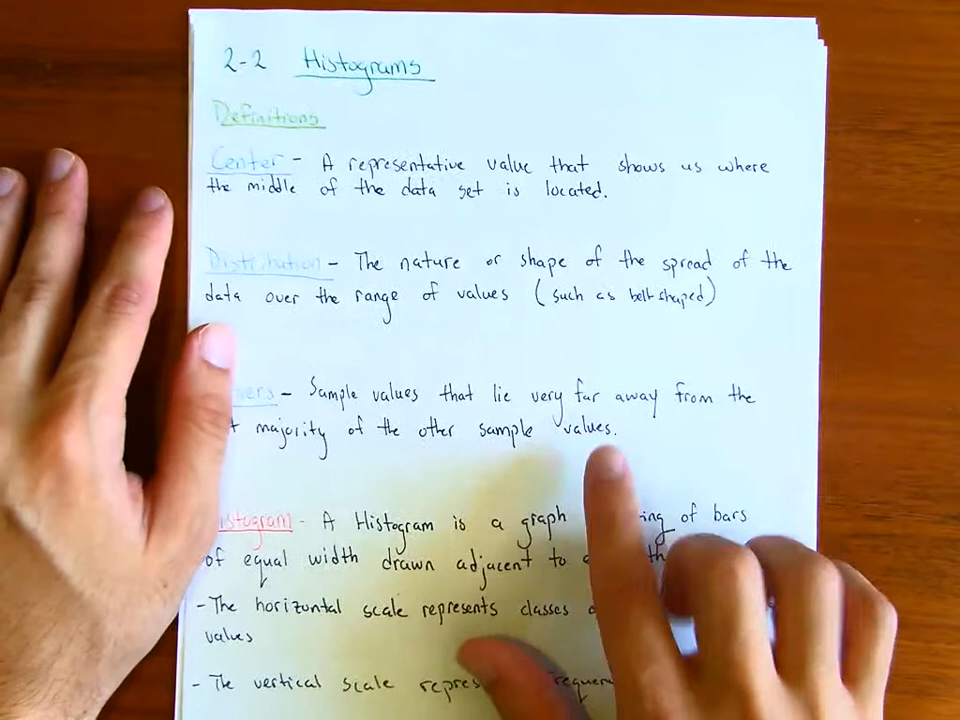 2-2 Histograms
Definitions
Center - A representative value that shows us where
the middle of the data set is located.
Distribution - The nature or shape of the spread of the
data over the range of values (such as bell shaped)
- Sample values that lie very far away from the
majority of the other sample values.
- A Histogram is a graph of bars
of equal width drawn adjacent to
- The horizontal scale represents classes
values
- The vertical scale